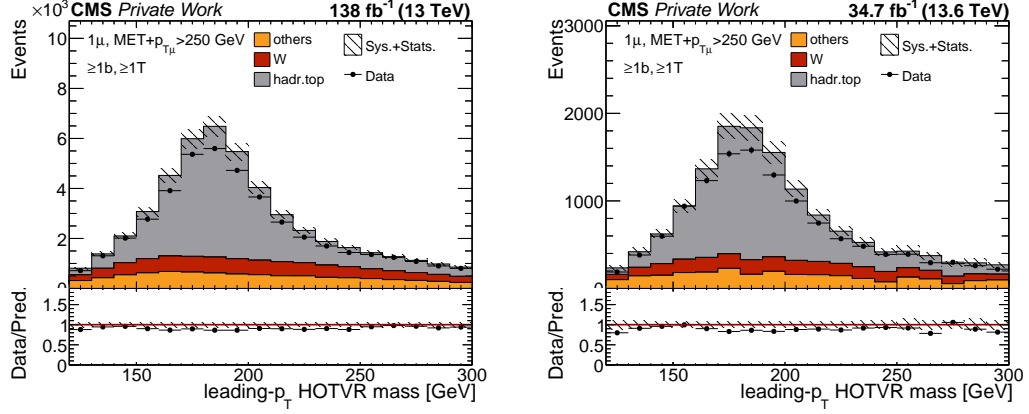 CMS Private Work 138 fb⁻¹ (13 TeV)
×10³
Events
10
8
6
4
2
0
1μ, MET+p_Tμ>250 GeV
≥1b, ≥1T
others
W
hadr.top
Sys.+Stats.
Data
Data/Pred.
1.5
1
0.5
0
150 200 250 300
leading-p_T HOTVR mass [GeV]
CMS Private Work 34.7 fb⁻¹ (13.6 TeV)
Events
3000
2000
1000
0
1μ, MET+p_Tμ>250 GeV
≥1b, ≥1T
others
W
hadr.top
Sys.+Stats.
Data
Data/Pred.
1.5
1
0.5
0
150 200 250 300
leading-p_T HOTVR mass [GeV]